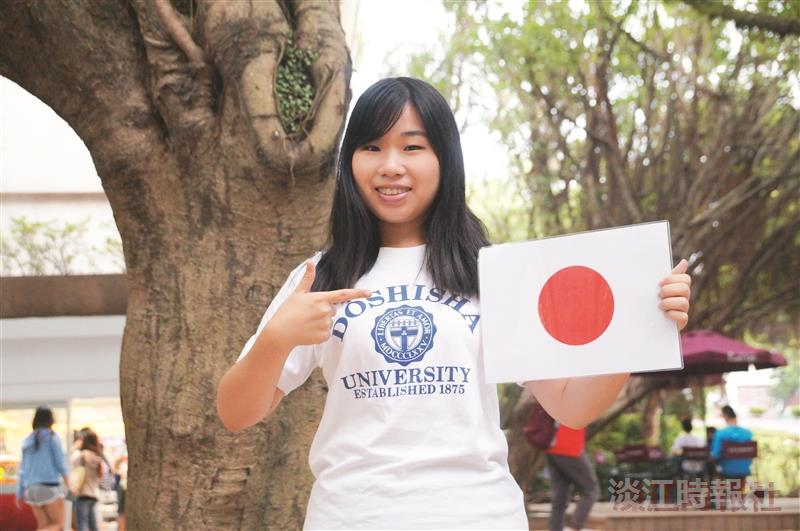 DOSHISHA
LIBERTAS ET AMOR
MDCCCLXXV
UNIVERSITY
ESTABLISHED 1875
淡江時報社